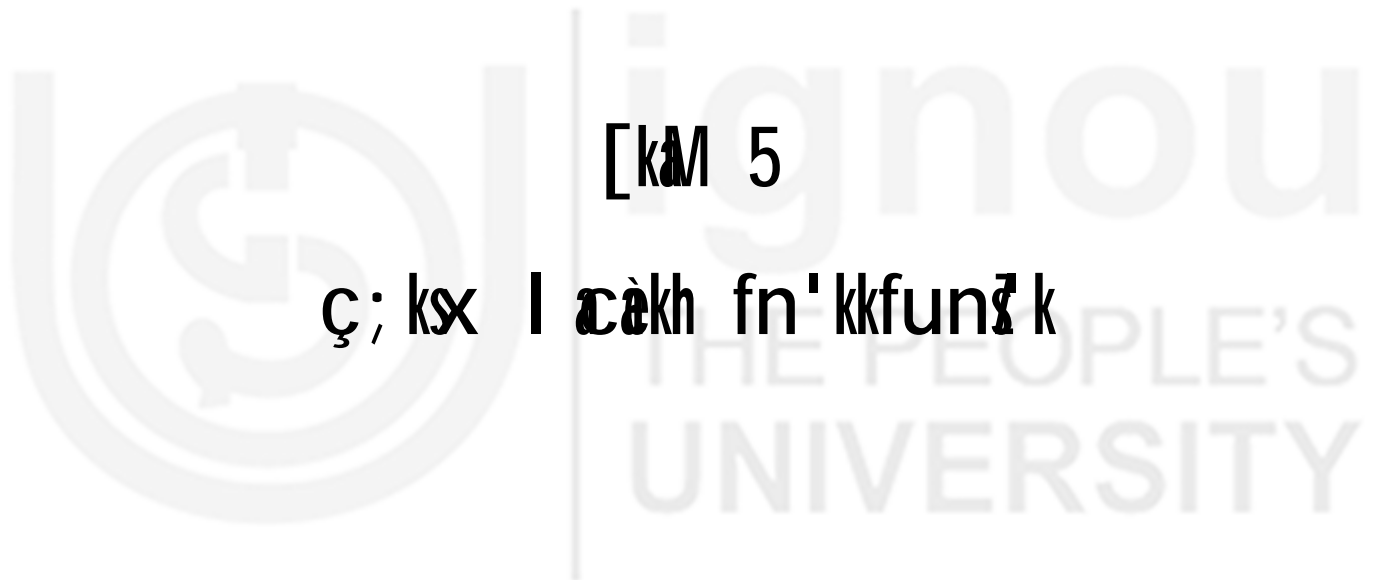 ignou
[kaM 5
ç;ksx lacaèkh fn'kkfunsZ'k
THE PEOPLE'S
UNIVERSITY